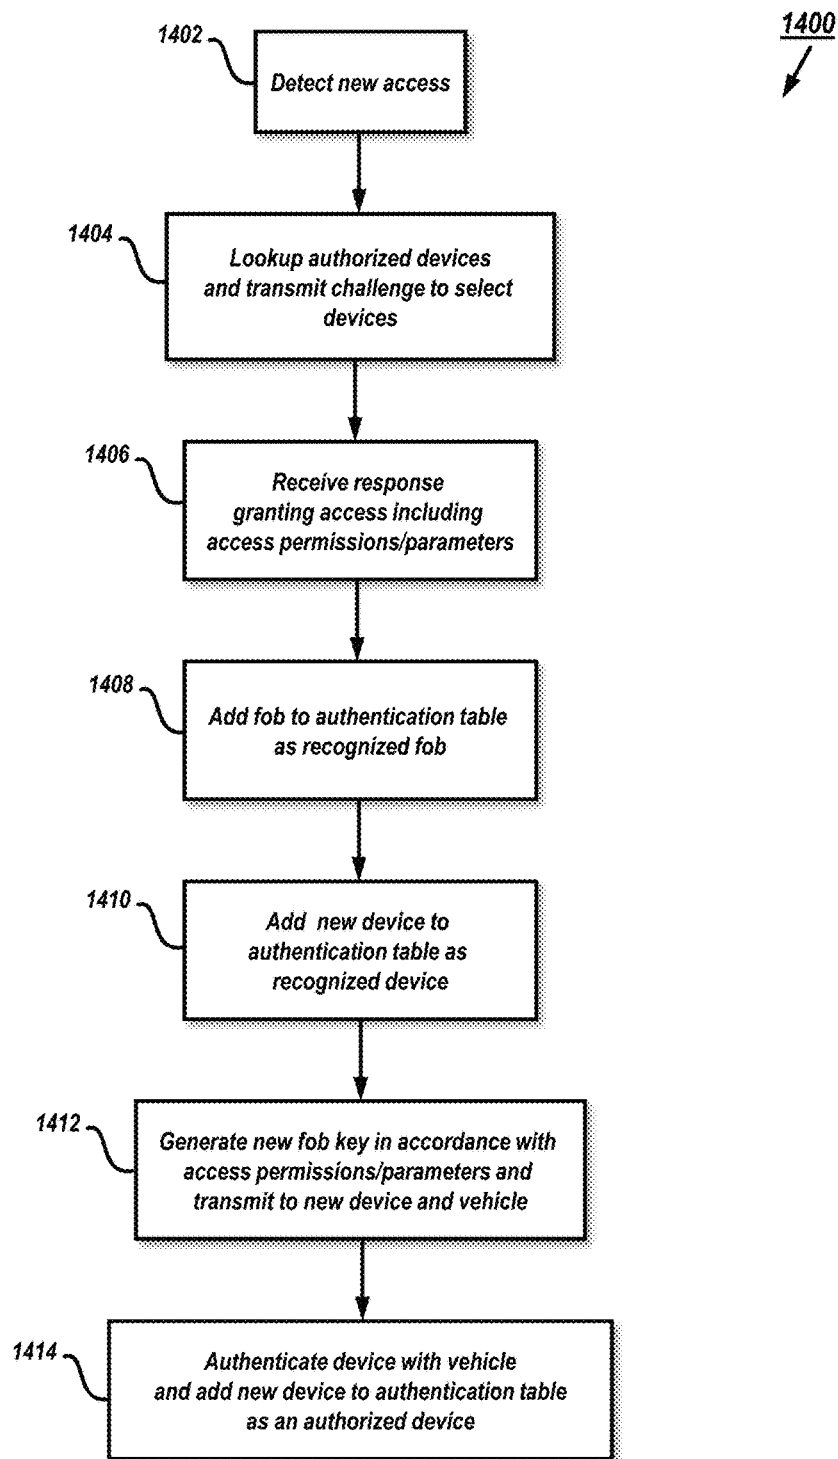 1400
1402
Detect new access
1404
Lookup authorized devices
and transmit challenge to select
devices
1406
Receive response
granting access including
access permissions/parameters
1408
Add fob to authentication table
as recognized fob
1410
Add new device to
authentication table as
recognized device
1412
Generate new fob key in accordance with
access permissions/parameters and
transmit to new device and vehicle
1414
Authenticate device with vehicle
and add new device to authentication table
as an authorized device